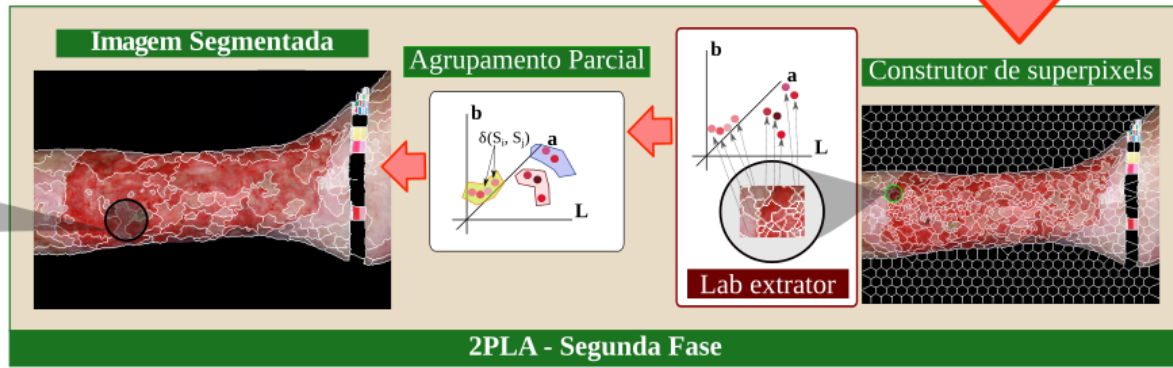 Imagem Segmentada
Agrupamento Parcial
b
δ(Sᵢ, Sⱼ)
a
L
b
a
L
Lab extrator
Construtor de superpixels
2PLA - Segunda Fase